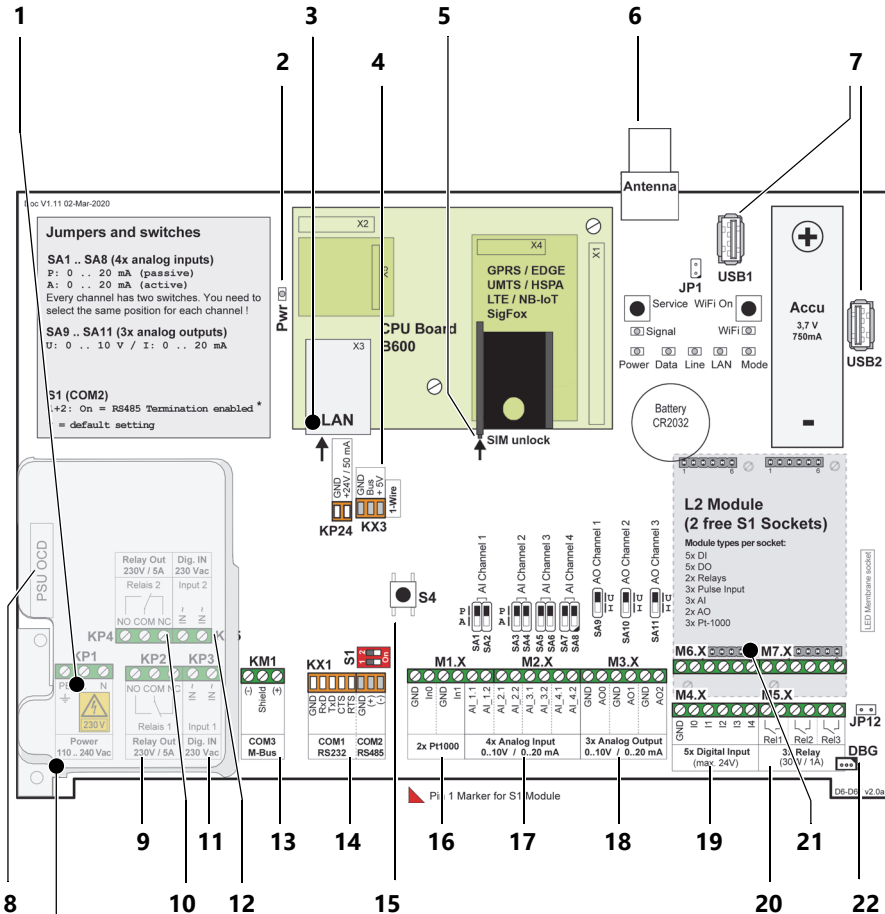 1
2
3
4
5
6
7
Antenna
Doc V1.11 02-Mar-2020
Jumpers and switches
SA1 .. SA8 (4x analog inputs)
P: 0 .. 20 mA (passive)
A: 0 .. 20 mA (active)
Every channel has two switches. You need to
select the same position for each channel !
SA9 .. SA11 (3x analog outputs)
U: 0 .. 10 V / I: 0 .. 20 mA
S1 (COM2)
1+2: On = RS485 Termination enabled *
= default setting
Pwr
X2
X3
LAN
CPU Board
B600
X4
X1
GPRS / EDGE
UMTS / HSPA
LTE / NB-IoT
SigFox
SIM unlock
USB1
JP1
Service
WiFi On
Signal
WiFi
Power
Data
Line
LAN
Mode
Accu
3,7 V
750mA
USB2
Battery
CR2032
GND
+24V / 50 mA
KP24
GND
Bus
+ 5V
KX3
1-Wire
1
6
1
6
L2 Module
(2 free S1 Sockets)
Module types per socket:
5x DI
5x DO
2x Relays
3x Pulse Input
3x AI
2x AO
3x Pt-1000
LED Membrane socket
PSU OCD
Relay Out
230V / 5A
Dig. IN
230 Vac
Relais 2
Input 2
NO COM NC
N
~
KP4
KP1
KP2
KP3
N
NO COM NC
N
~
230 V
Relais 1
Input 1
Power
110 .. 240 Vac
Relay Out
230V / 5A
Dig. IN
230 Vac
KM1
(-)
Shield
(+)
COM3
M-Bus
KX1
S1
1 2
On
GND
RxD
TxD
CTS
RTS
GND
(+)
(-)
COM1
RS232
COM2
RS485
S4
AI Channel 1
AI Channel 2
AI Channel 3
AI Channel 4
AO Channel 1
AO Channel 2
AO Channel 3
P
A
P
A
SA1
SA2
SA3
SA4
SA5
SA6
SA7
SA8
SA9
SA10
SA11
U
I
U
I
U
I
M1.X
M2.X
M3.X
GND
In0
GND
In1
AI_1.1
AI_1.2
AI_2.1
AI_2.2
AI_3.1
AI_3.2
AI_4.1
AI_4.2
GND
AO0
GND
AO1
GND
AO2
2x Pt1000
4x Analog Input
0..10V / 0..20 mA
3x Analog Output
0..10V / 0..20 mA
M6.X
M7.X
M4.X
M5.X
GND
I0
I1
I2
I3
I4
Rel1
Rel2
Rel3
5x Digital Input
(max. 24V)
Relay
JP12
DBG
Pin 1 Marker for S1 Module
v2.0a
8
9
10
11
12
13
14
15
16
17
18
19
20
21
22